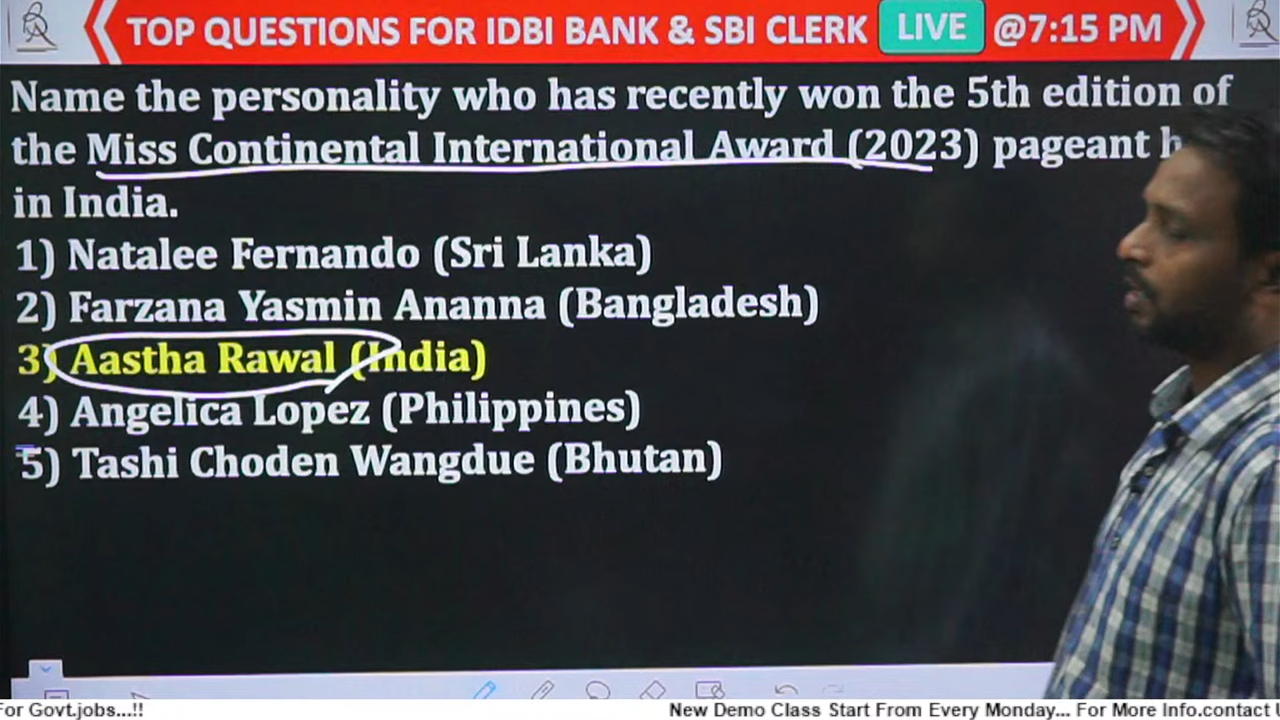 TOP QUESTIONS FOR IDBI BANK & SBI CLERK LIVE @7:15 PM
Name the personality who has recently won the 5th edition of
the Miss Continental International Award (2023) pageant
in India.
1) Natalee Fernando (Sri Lanka)
2) Farzana Yasmin Ananna (Bangladesh)
3) Aastha Rawal (India)
4) Angelica Lopez (Philippines)
5) Tashi Choden Wangdue (Bhutan)
For Govt.jobs...!! New Demo Class Start From Every Monday... For More Info.contact